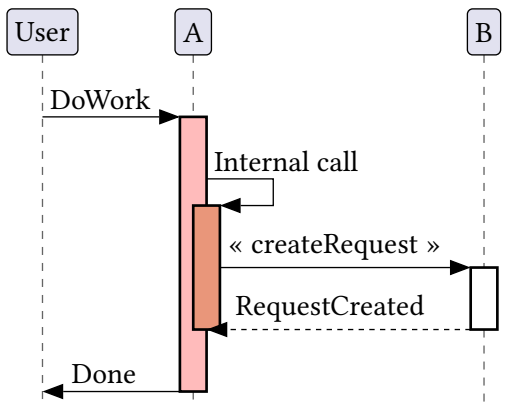 User
A
B
DoWork
Internal call
« createRequest »
RequestCreated
Done